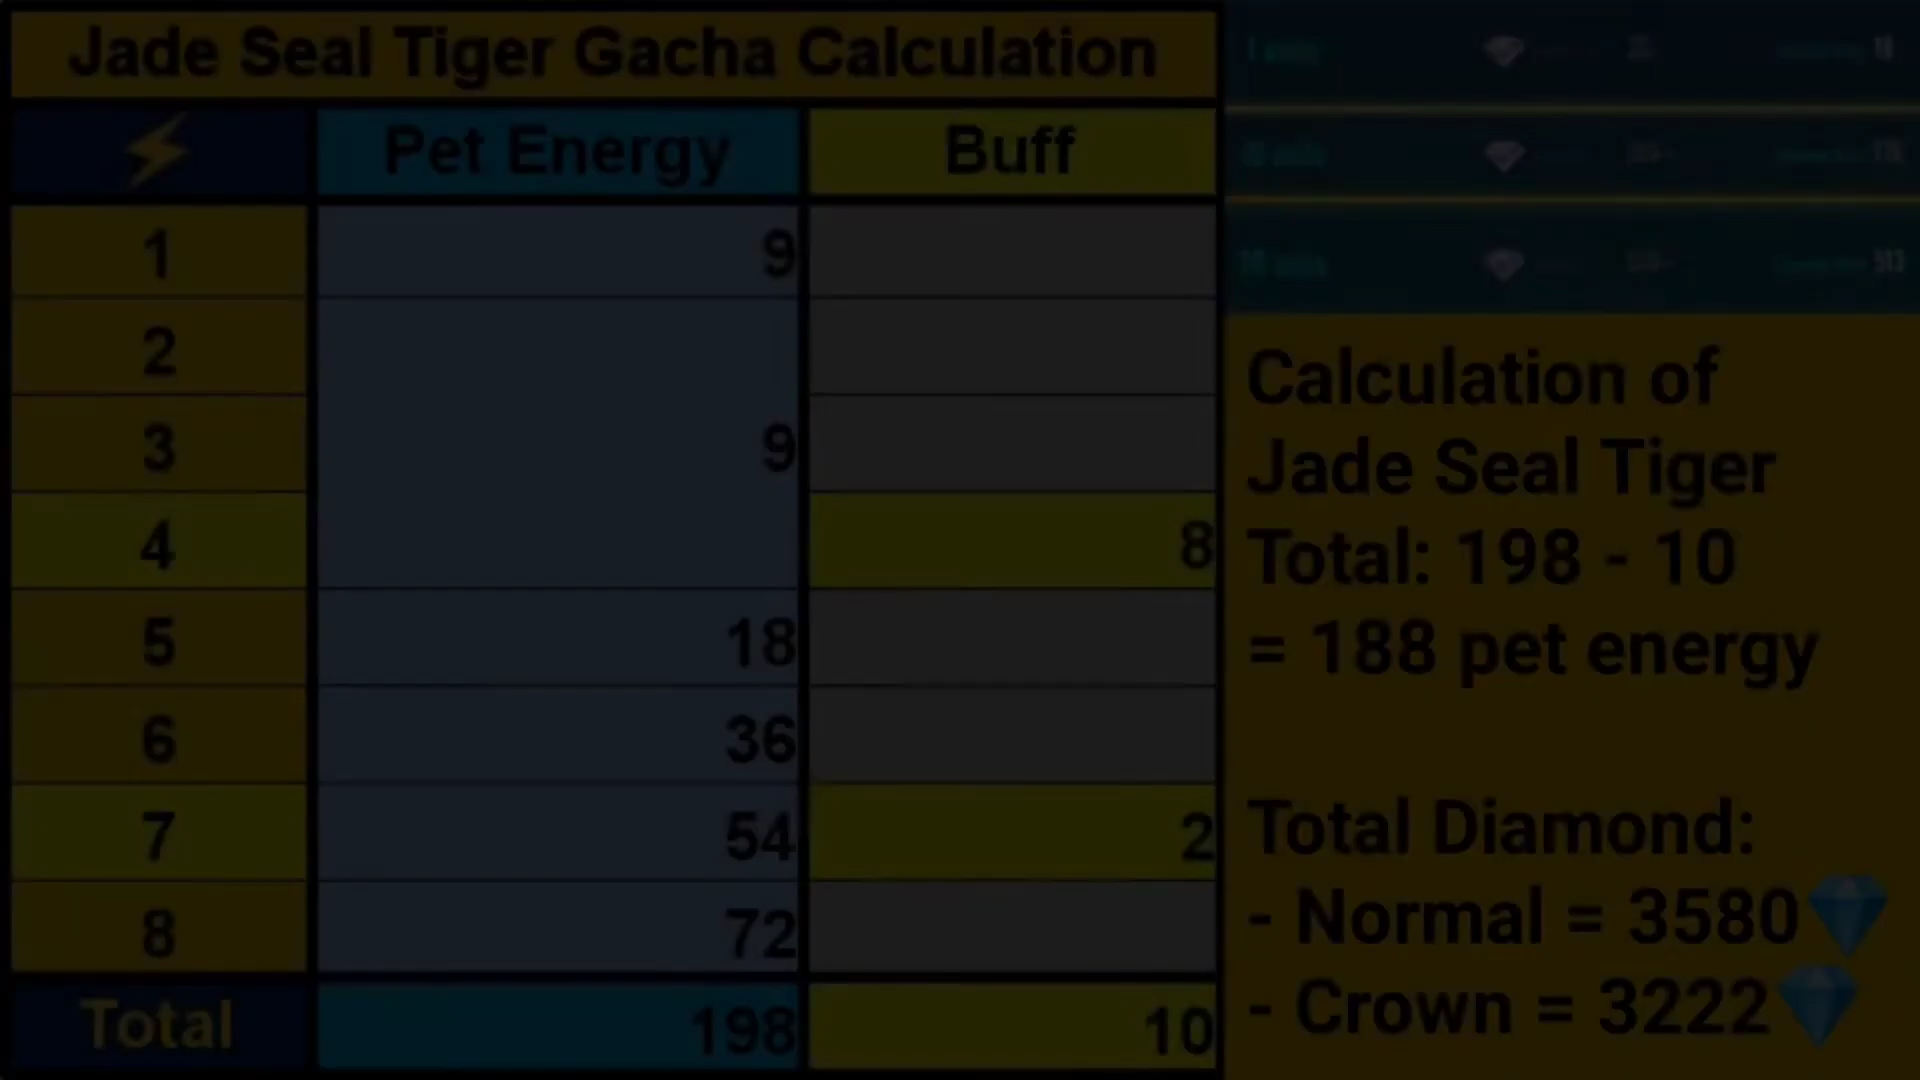 Jade Seal Tiger Gacha Calculation
Pet Energy Buff
1 9
2
3 9
4 8
5 18
6 36
7 54 2
8 72
Total 198 10
18
513
Calculation of
Jade Seal Tiger
Total: 198 - 10
= 188 pet energy
Total Diamond:
- Normal = 3580
- Crown = 3222